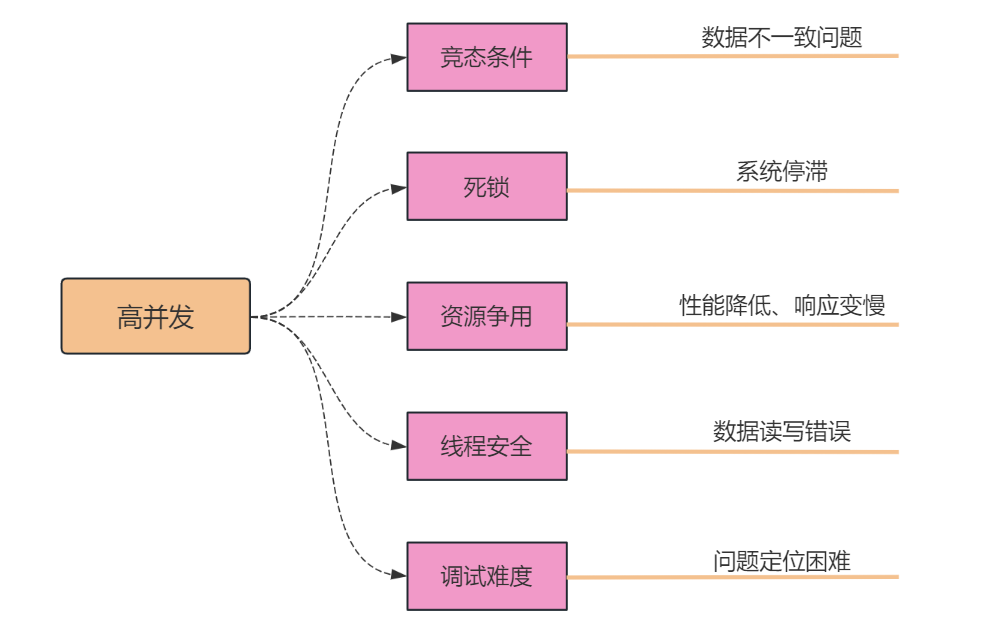 竞态条件
数据不一致问题
死锁
系统停滞
高并发
资源争用
性能降低、响应变慢
线程安全
数据读写错误
调试难度
问题定位困难